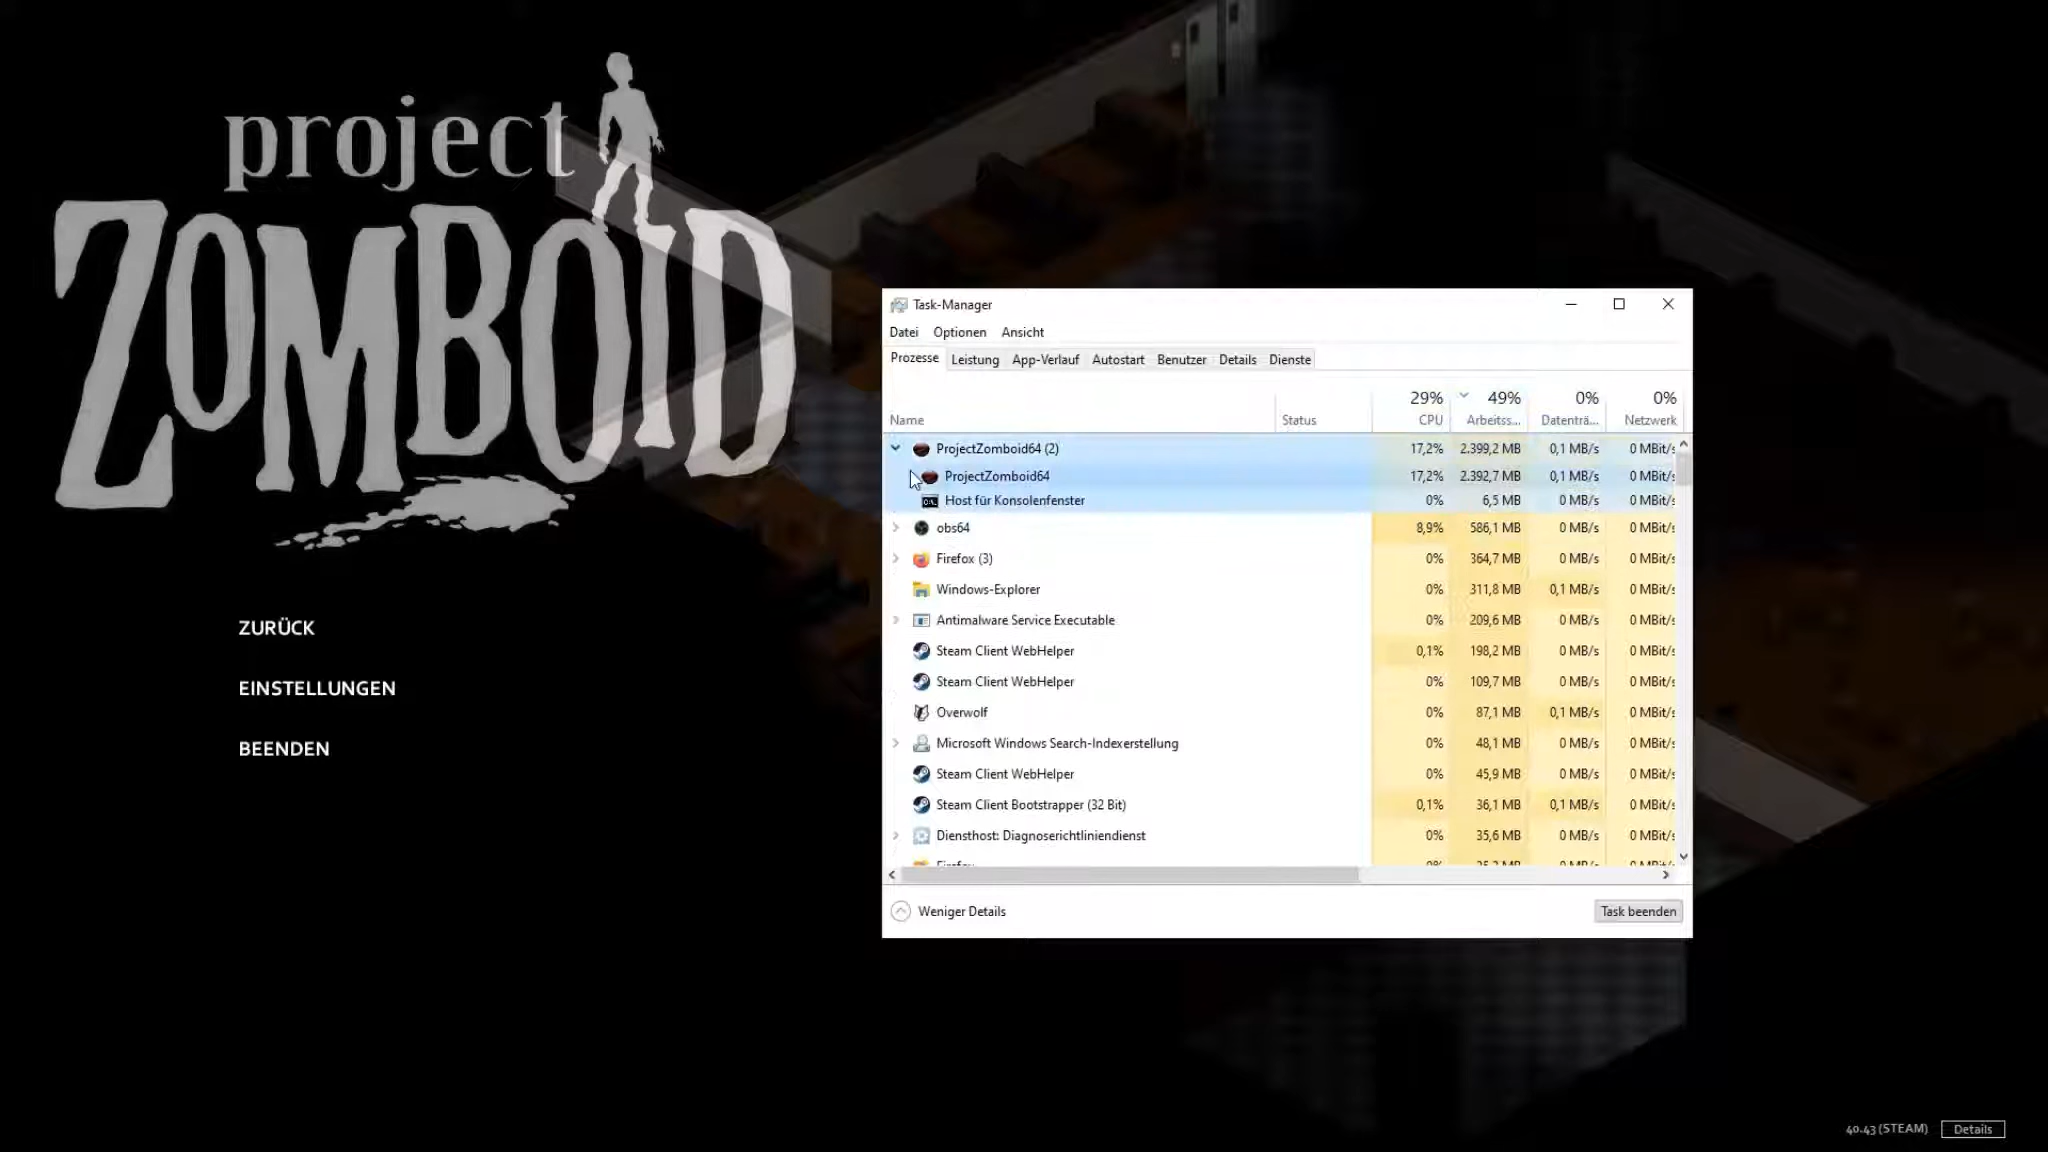 project
ZOMBOID
ZURÜCK
EINSTELLUNGEN
BEENDEN
Task-Manager
Datei Optionen Ansicht
Prozesse Leistung App-Verlauf Autostart Benutzer Details Dienste
29% 49% 0% 0%
Name Status CPU Arbeitss... Datenträ... Netzwerk
ProjectZomboid64 (2) 17,2% 2.399,2 MB 0,1 MB/s 0 MBit/s
ProjectZomboid64 17,2% 2.392,7 MB 0,1 MB/s 0 MBit/s
Host für Konsolenfenster 0% 6,5 MB 0 MB/s 0 MBit/s
obs64 8,9% 586,1 MB 0 MB/s 0 MBit/s
Firefox (3) 0% 364,7 MB 0 MB/s 0 MBit/s
Windows-Explorer 0% 311,8 MB 0,1 MB/s 0 MBit/s
Antimalware Service Executable 0% 209,6 MB 0 MB/s 0 MBit/s
Steam Client WebHelper 0,1% 198,2 MB 0 MB/s 0 MBit/s
Steam Client WebHelper 0% 109,7 MB 0 MB/s 0 MBit/s
Overwolf 0% 87,1 MB 0,1 MB/s 0 MBit/s
Microsoft Windows Search-Indexerstellung 0% 48,1 MB 0 MB/s 0 MBit/s
Steam Client WebHelper 0% 45,9 MB 0 MB/s 0 MBit/s
Steam Client Bootstrapper (32 Bit) 0,1% 36,1 MB 0,1 MB/s 0 MBit/s
Diensthost: Diagnoserichtliniendienst 0% 35,6 MB 0 MB/s 0 MBit/s
Firefox
Weniger Details Task beenden
40.43 (STEAM) Details